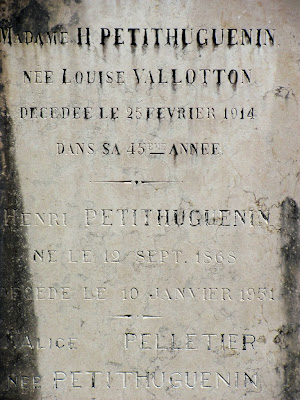 MADAME H PETITHUGUENIN
NÉE LOUISE VALLOTTON
DÉCÉDÉE LE 25 FÉVRIER 1914
DANS SA 45ME ANNÉE
HENRI PETITHUGUENIN
NÉ LE 12 SEPT. 1868
DÉCÉDÉ LE 10 JANVIER 1951
ALICE PELLETIER
NÉE PETITHUGUENIN